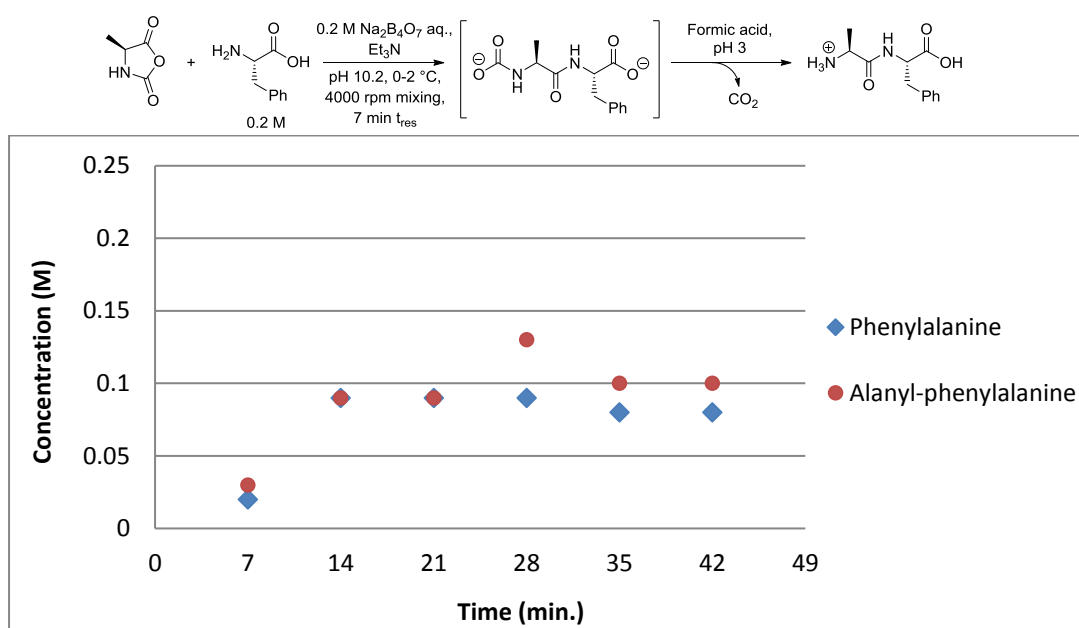 O
O
O
HN
+
H₂N
O
OH
Ph
0.2 M
0.2 M Na₂B₄O₇ aq.,
Et₃N
pH 10.2, 0-2 °C,
4000 rpm mixing,
7 min tres
⊖O
O
N
H
O
H
N
O
O⊖
Ph
Formic acid,
pH 3
CO₂
⊕
H₃N
O
H
N
O
OH
Ph
Concentration (M)
0.25
0.2
0.15
0.1
0.05
0
0 7 14 21 28 35 42 49
Time (min.)
Phenylalanine
Alanyl-phenylalanine